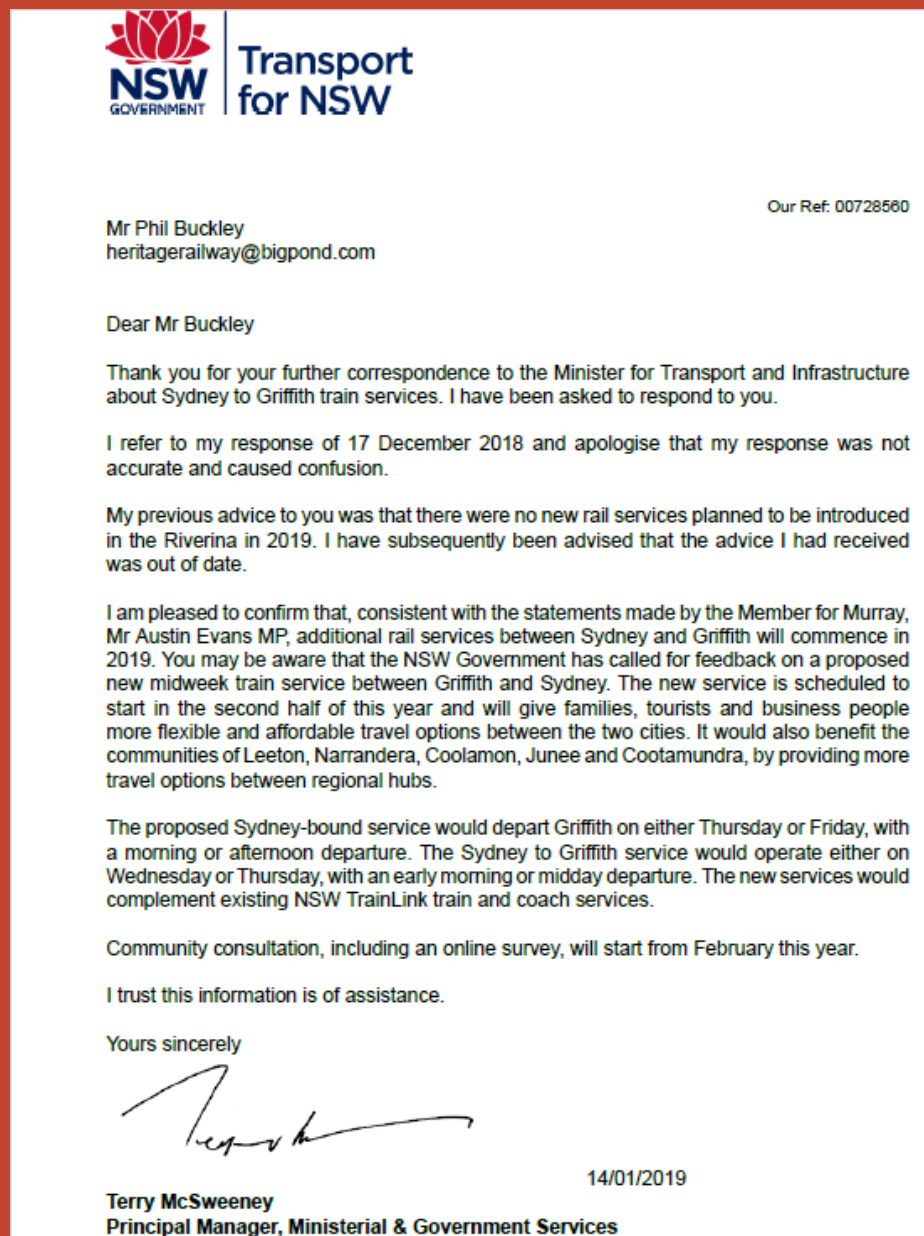 NSW
GOVERNMENT
Transport
for NSW
Our Ref: 00728560
Mr Phil Buckley
heritagerailway@bigpond.com
Dear Mr Buckley
Thank you for your further correspondence to the Minister for Transport and Infrastructure
about Sydney to Griffith train services. I have been asked to respond to you.
I refer to my response of 17 December 2018 and apologise that my response was not
accurate and caused confusion.
My previous advice to you was that there were no new rail services planned to be introduced
in the Riverina in 2019. I have subsequently been advised that the advice I had received
was out of date.
I am pleased to confirm that, consistent with the statements made by the Member for Murray,
Mr Austin Evans MP, additional rail services between Sydney and Griffith will commence in
2019. You may be aware that the NSW Government has called for feedback on a proposed
new midweek train service between Griffith and Sydney. The new service is scheduled to
start in the second half of this year and will give families, tourists and business people
more flexible and affordable travel options between the two cities. It would also benefit the
communities of Leeton, Narrandera, Coolamon, Junee and Cootamundra, by providing more
travel options between regional hubs.
The proposed Sydney-bound service would depart Griffith on either Thursday or Friday, with
a morning or afternoon departure. The Sydney to Griffith service would operate either on
Wednesday or Thursday, with an early morning or midday departure. The new services would
complement existing NSW TrainLink train and coach services.
Community consultation, including an online survey, will start from February this year.
I trust this information is of assistance.
Yours sincerely
14/01/2019
Terry McSweeney
Principal Manager, Ministerial & Government Services